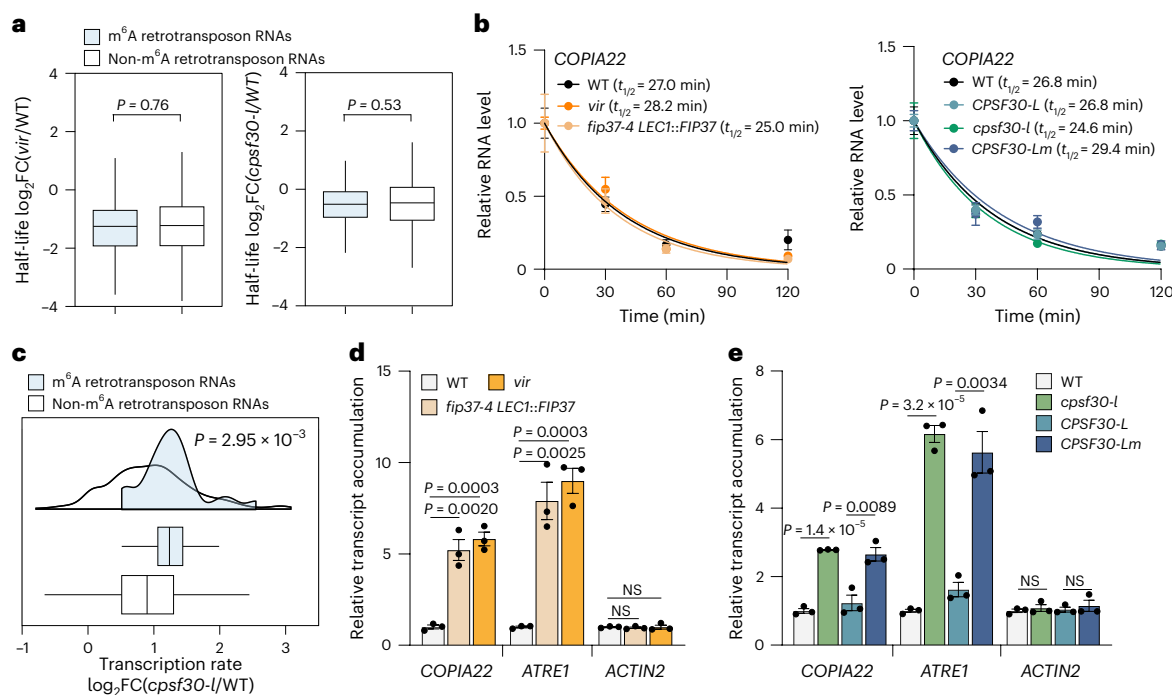 a
m⁶A retrotransposon RNAs
Non-m⁶A retrotransposon RNAs
Half-life log₂FC(vir/WT)
4
2
0
−2
−4
P = 0.76
Half-life log₂FC(cpsf30-l/WT)
4
2
0
−2
−4
P = 0.53
b
Relative RNA level
1.5
1.0
0.5
0
COPIA22
WT (t1/2 = 27.0 min)
vir (t1/2 = 28.2 min)
fip37-4 LEC1::FIP37 (t1/2 = 25.0 min)
0 30 60 90 120
Time (min)
Relative RNA level
1.5
1.0
0.5
0
COPIA22
WT (t1/2 = 26.8 min)
CPSF30-L (t1/2 = 26.8 min)
cpsf30-l (t1/2 = 24.6 min)
CPSF30-Lm (t1/2 = 29.4 min)
0 30 60 90 120
Time (min)
c
m⁶A retrotransposon RNAs
Non-m⁶A retrotransposon RNAs
P = 2.95 × 10⁻³
−1 0 1 2 3
Transcription rate
log₂FC(cpsf30-l/WT)
d
Relative transcript accumulation
15
10
5
0
WT vir
fip37-4 LEC1::FIP37
P = 0.0003
P = 0.0020
P = 0.0003
P = 0.0025
NS
NS
COPIA22 ATRE1 ACTIN2
e
Relative transcript accumulation
8
6
4
2
0
WT
cpsf30-l
CPSF30-L
CPSF30-Lm
P = 1.4 × 10⁻⁵
P = 0.0089
P = 3.2 × 10⁻⁵
P = 0.0034
NS NS
COPIA22 ATRE1 ACTIN2